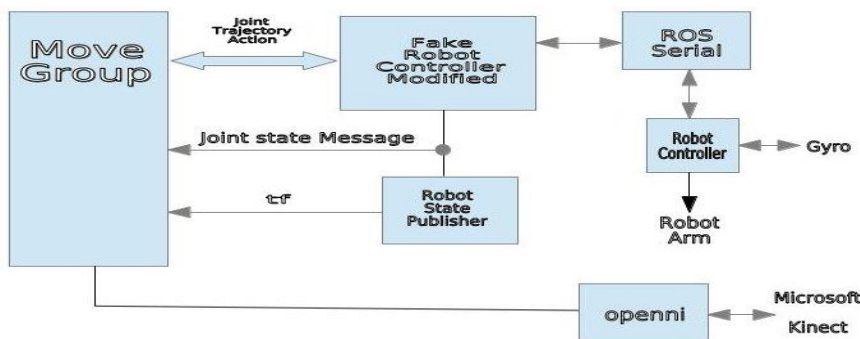 Move
Group
Joint
Trajectory
Action
Fake
Robot
Controller
Modified
ROS
Serial
Joint state Message
Robot
Controller
Gyro
tf
Robot
State
Publisher
Robot
Arm
openni
Microsoft
Kinect